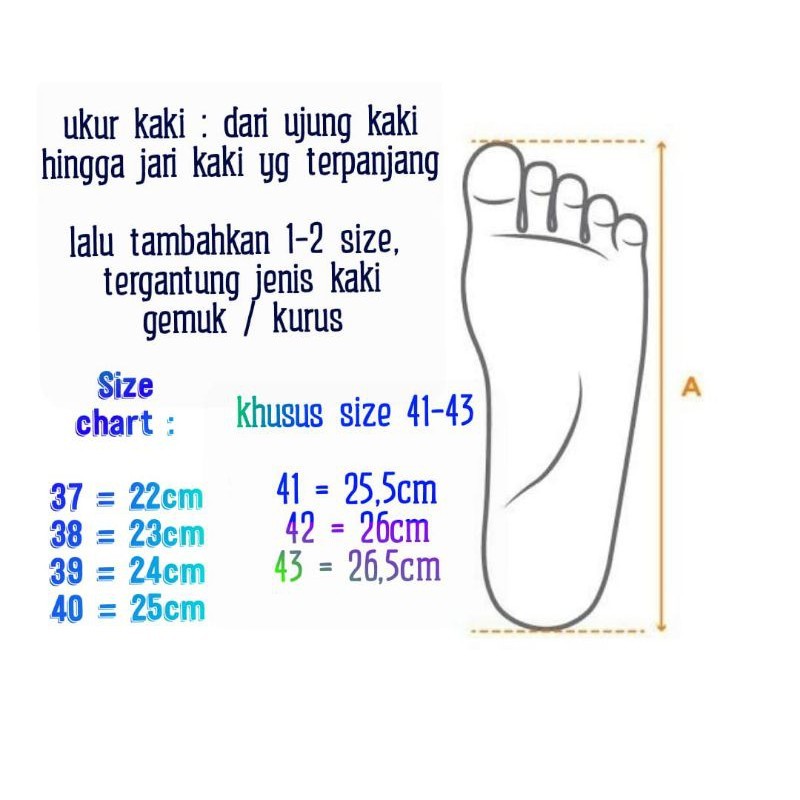 ukur kaki : dari ujung kaki
hingga jari kaki yg terpanjang
lalu tambahkan 1-2 size,
tergantung jenis kaki
gemuk / kurus
Size
chart :
37 = 22cm
38 = 23cm
39 = 24cm
40 = 25cm
khusus size 41-43
41 = 25,5cm
42 = 26cm
43 = 26,5cm
A